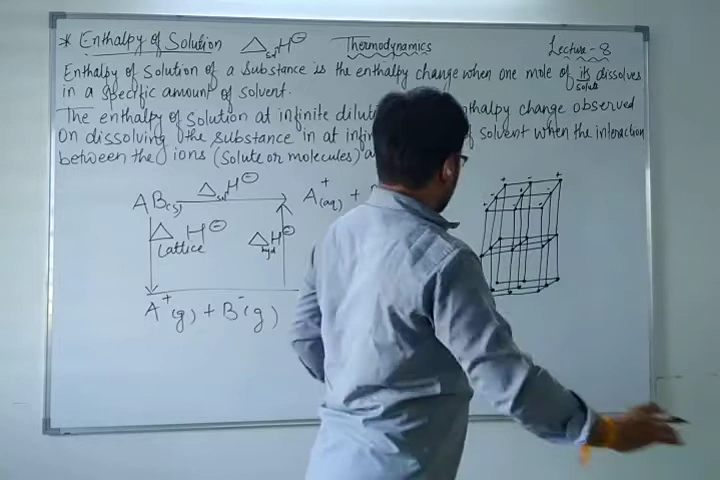 * Enthalpy of Solution ΔsolH⊖
Thermodynamics
Lecture - 8
Enthalpy of Solution of a Substance is the enthalpy change when one mole of its dissolves
solute
in a specific amount of solvent.
The enthalpy of Solution at infinite enthalpy change observed
On dissolving the substance in at of solvent when the interaction
between the ions (solute or molecules)
AB(s) ΔsolH⊖ A+(aq) +
Δ Lattice H⊖
ΔhydH⊖
A+(g) + B-(g)